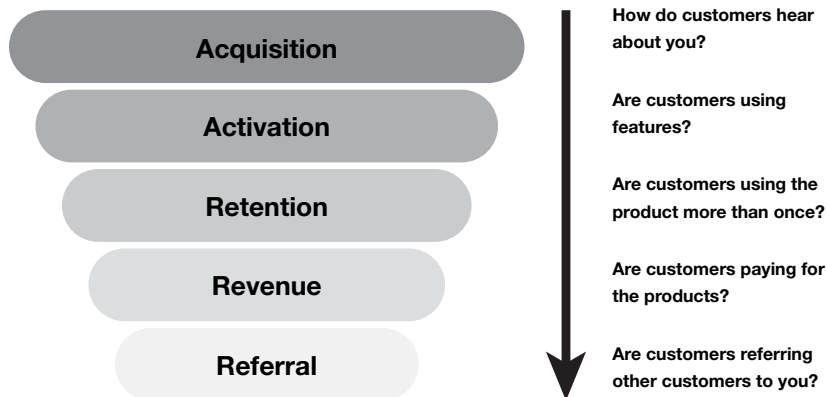 Acquisition
How do customers hear
about you?
Activation
Are customers using
features?
Retention
Are customers using the
product more than once?
Revenue
Are customers paying for
the products?
Referral
Are customers referring
other customers to you?